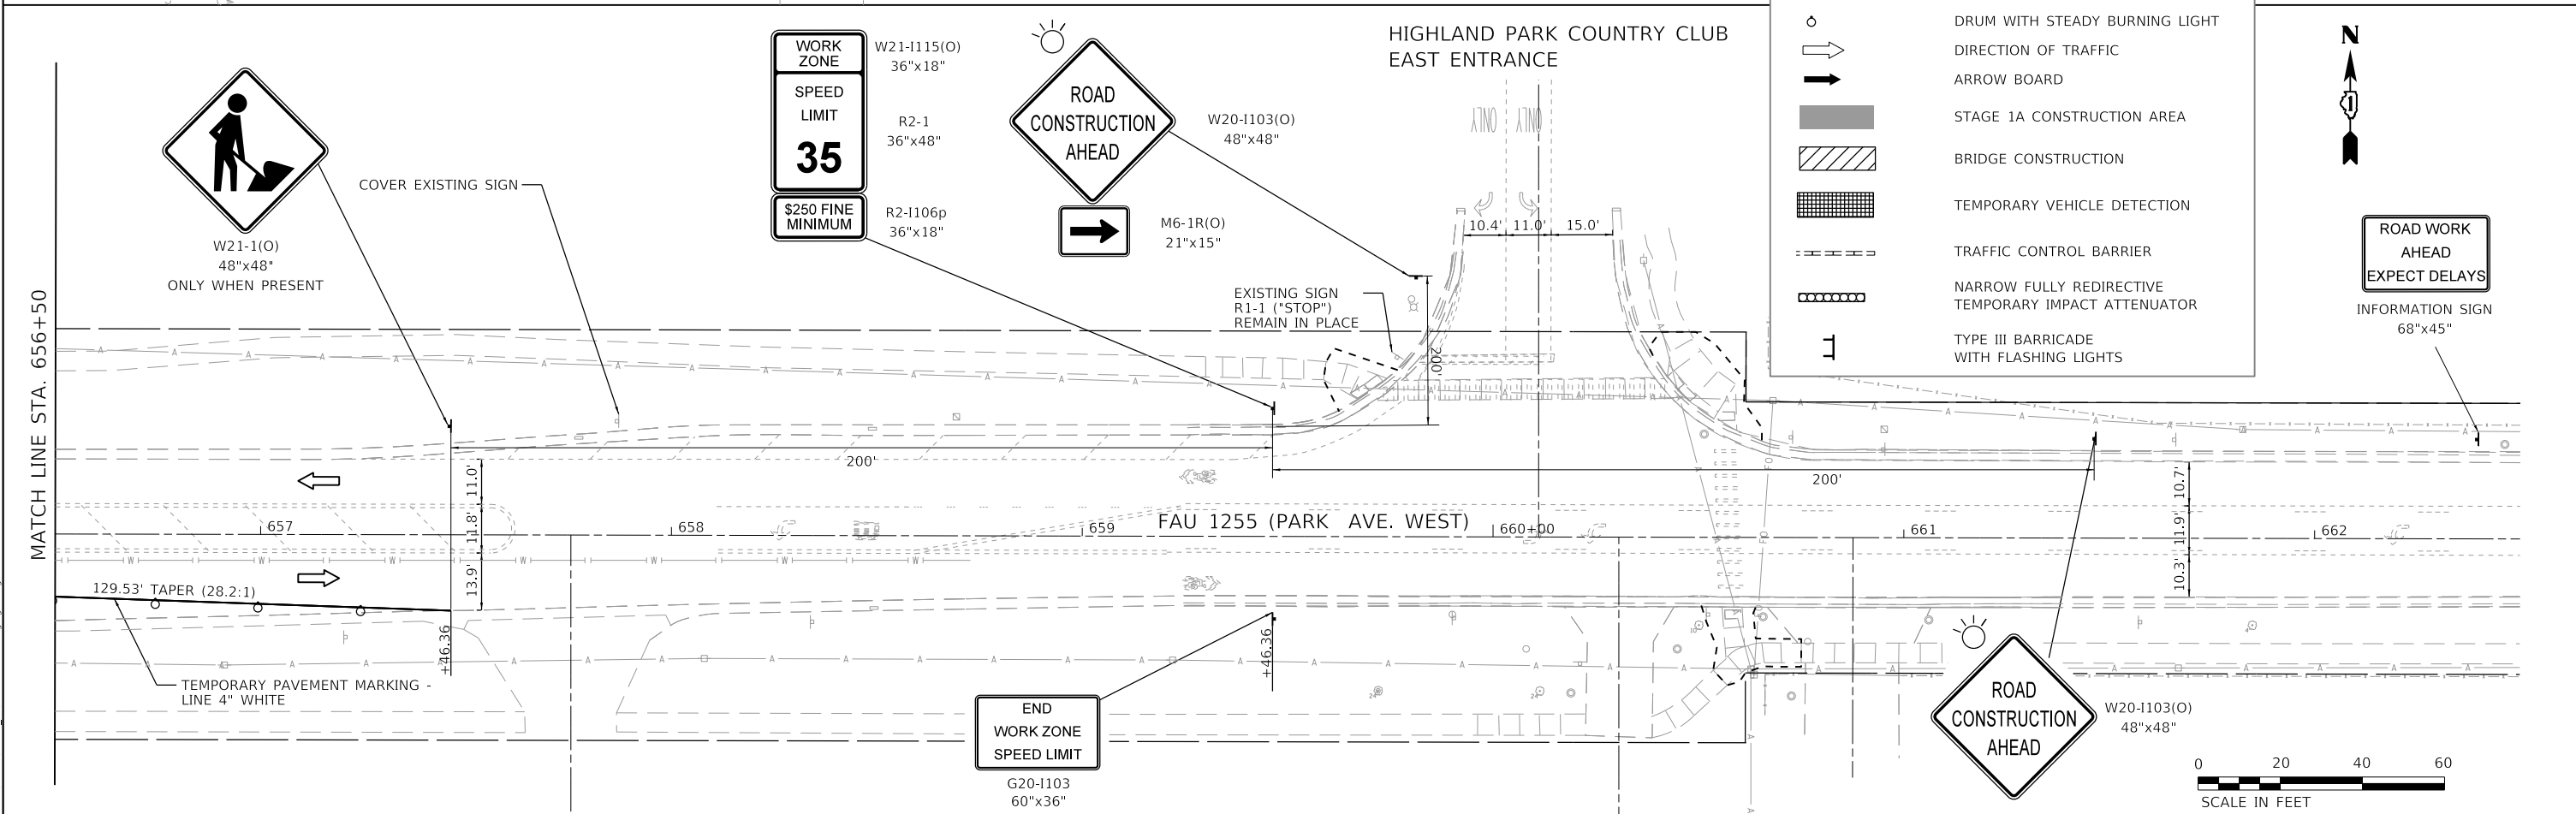 MATCH LINE STA. 656+50
W21-1(O)
48"x48"
ONLY WHEN PRESENT
COVER EXISTING SIGN
WORK
ZONE
SPEED
LIMIT
35
$250 FINE
MINIMUM
W21-I115(O)
36"x18"
R2-1
36"x48"
R2-I106p
36"x18"
ROAD
CONSTRUCTION
AHEAD
W20-I103(O)
48"x48"
M6-1R(O)
21"x15"
HIGHLAND PARK COUNTRY CLUB
EAST ENTRANCE
ONLY
ONLY
10.4'
11.0'
15.0'
EXISTING SIGN
R1-1 ("STOP")
REMAIN IN PLACE
200'
DRUM WITH STEADY BURNING LIGHT
DIRECTION OF TRAFFIC
ARROW BOARD
STAGE 1A CONSTRUCTION AREA
BRIDGE CONSTRUCTION
TEMPORARY VEHICLE DETECTION
TRAFFIC CONTROL BARRIER
NARROW FULLY REDIRECTIVE
TEMPORARY IMPACT ATTENUATOR
TYPE III BARRICADE
WITH FLASHING LIGHTS
N
ROAD WORK
AHEAD
EXPECT DELAYS
INFORMATION SIGN
68"x45"
200'
200'
11.0'
11.8'
13.9'
10.7'
11.9'
10.3'
657
658
659
FAU 1255 (PARK AVE. WEST)
660+00
661
662
129.53' TAPER (28.2:1)
+46.36
+46.36
TEMPORARY PAVEMENT MARKING -
LINE 4" WHITE
END
WORK ZONE
SPEED LIMIT
G20-I103
60"x36"
ROAD
CONSTRUCTION
AHEAD
W20-I103(O)
48"x48"
0 20 40 60
SCALE IN FEET